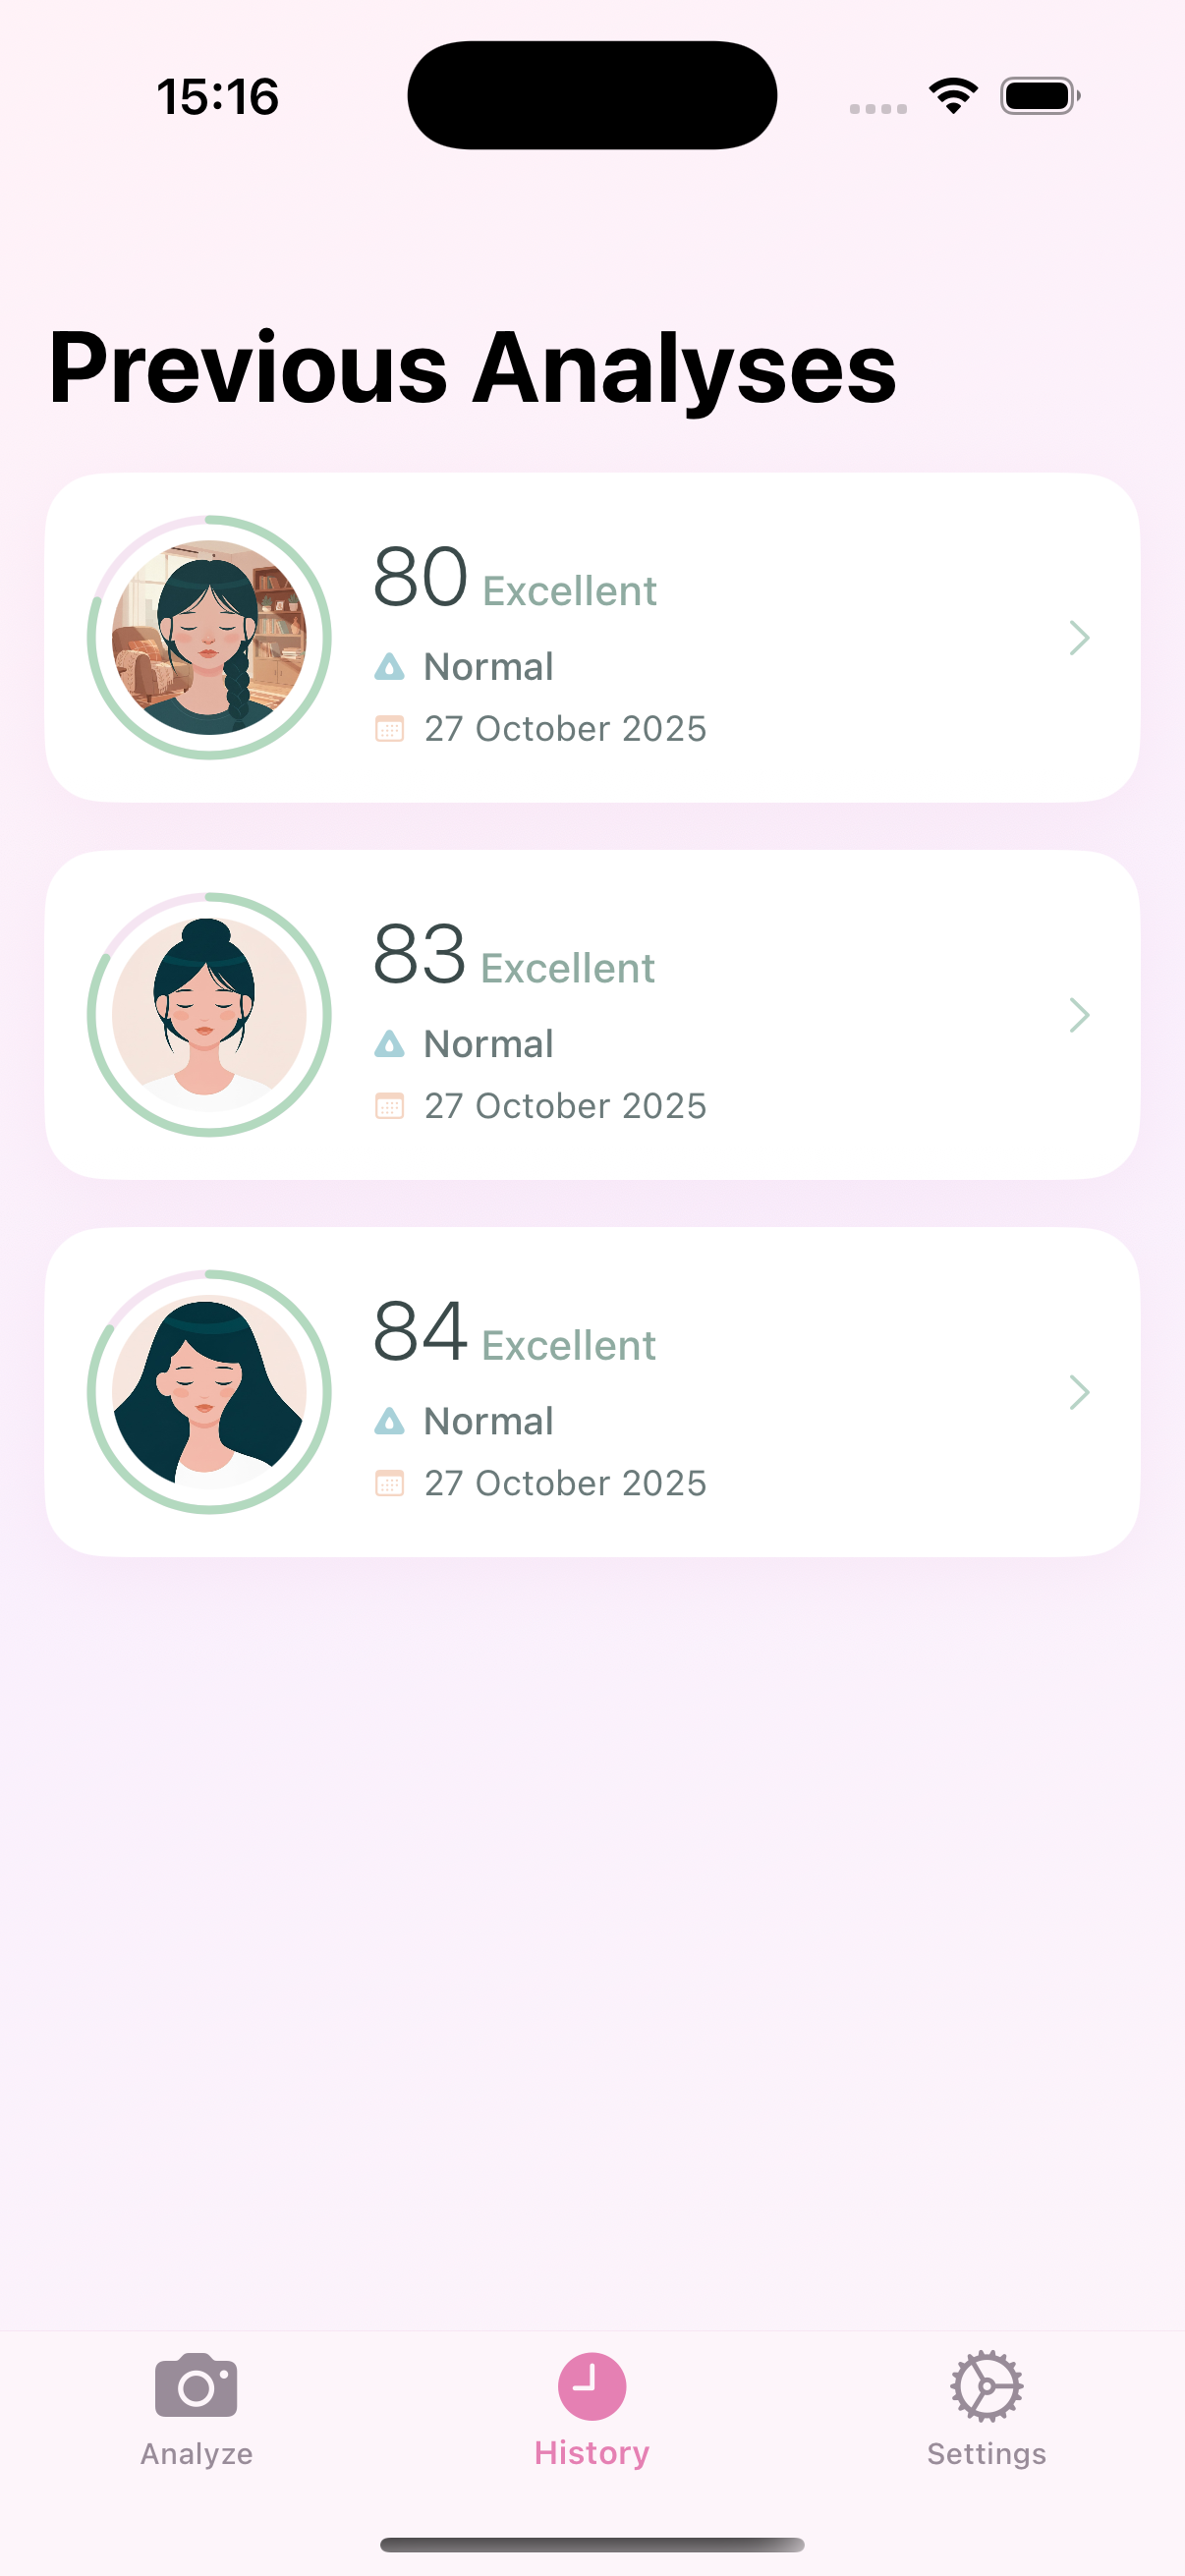 15:16
Previous Analyses
80 Excellent
Normal
27 October 2025
83 Excellent
Normal
27 October 2025
84 Excellent
Normal
27 October 2025
Analyze
History
Settings